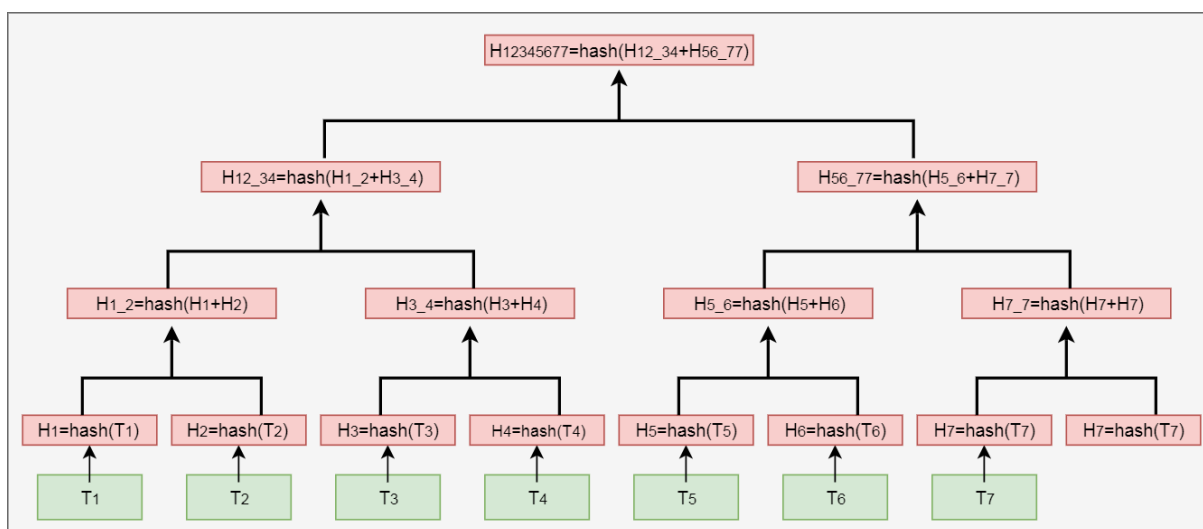 H12345677=hash(H12_34+H56_77)
H12_34=hash(H1_2+H3_4)
H56_77=hash(H5_6+H7_7)
H1_2=hash(H1+H2)
H3_4=hash(H3+H4)
H5_6=hash(H5+H6)
H7_7=hash(H7+H7)
H1=hash(T1)
H2=hash(T2)
H3=hash(T3)
H4=hash(T4)
H5=hash(T5)
H6=hash(T6)
H7=hash(T7)
H7=hash(T7)
T1
T2
T3
T4
T5
T6
T7